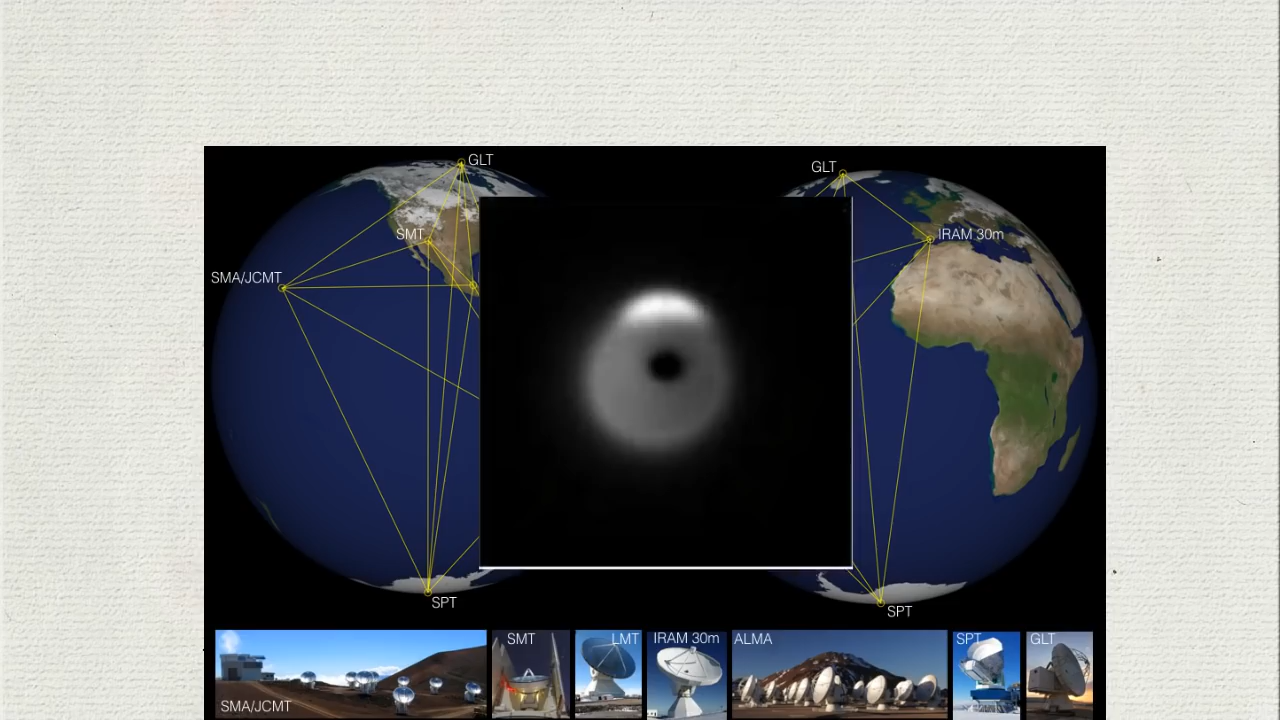 GLT
GLT
SMT
IRAM 30m
SMA/JCMT
SPT
SPT
SMT
LMT
IRAM 30m
ALMA
SPT
GLT
SMA/JCMT